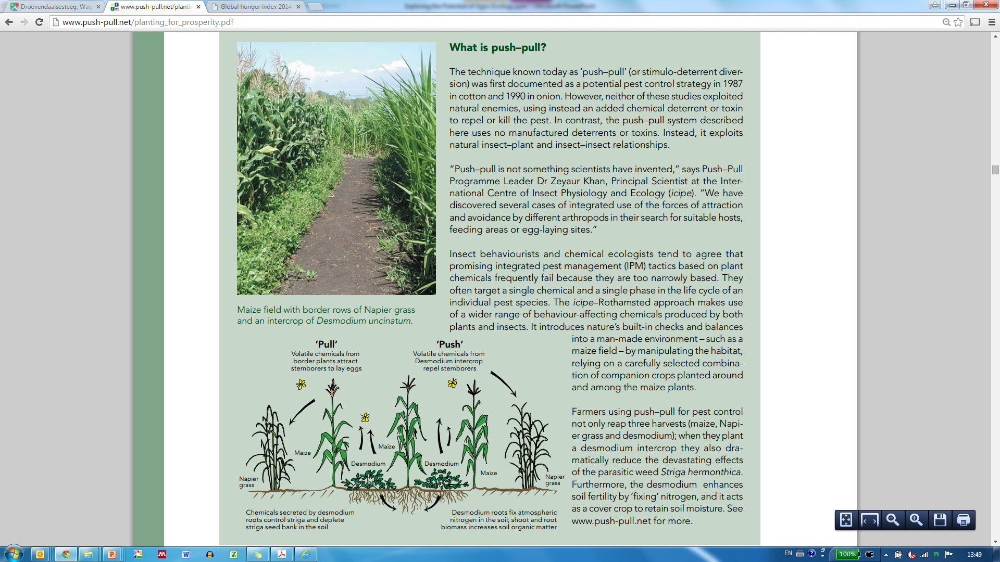 Droevendaalsesteeg, Wag
www.push-pull.net/plantin
Global hunger index 2014
www.push-pull.net/planting_for_prosperity.pdf
What is push–pull?
The technique known today as ‘push–pull’ (or stimulo-deterrent diver-
sion) was first documented as a potential pest control strategy in 1987
in cotton and 1990 in onion. However, neither of these studies exploited
natural enemies, using instead an added chemical deterrent or toxin
to repel or kill the pest. In contrast, the push–pull system described
here uses no manufactured deterrents or toxins. Instead, it exploits
natural insect–plant and insect–insect relationships.
“Push–pull is not something scientists have invented,” says Push–Pull
Programme Leader Dr Zeyaur Khan, Principal Scientist at the Inter-
national Centre of Insect Physiology and Ecology (icipe). “We have
discovered several cases of integrated use of the forces of attraction
and avoidance by different arthropods in their search for suitable hosts,
feeding areas or egg-laying sites.”
Insect behaviourists and chemical ecologists tend to agree that
promising integrated pest management (IPM) tactics based on plant
chemicals frequently fail because they are too narrowly based. They
often target a single chemical and a single phase in the life cycle of an
individual pest species. The icipe–Rothamsted approach makes use
of a wider range of behaviour-affecting chemicals produced by both
plants and insects. It introduces nature’s built-in checks and balances
into a man-made environment – such as a
maize field – by manipulating the habitat,
relying on a carefully selected combina-
tion of companion crops planted around
and among the maize plants.
Farmers using push–pull for pest control
not only reap three harvests (maize, Napi-
er grass and desmodium); when they plant
a desmodium intercrop they also dra-
matically reduce the devastating effects
of the parasitic weed Striga hermonthica.
Furthermore, the desmodium enhances
soil fertility by ‘fixing’ nitrogen, and it acts
as a cover crop to retain soil moisture. See
www.push-pull.net for more.
Maize field with border rows of Napier grass
and an intercrop of Desmodium uncinatum.
‘Pull’
Volatile chemicals from
border plants attract
stemborers to lay eggs
‘Push’
Volatile chemicals from
Desmodium intercrop
repel stemborers
Maize
Maize
Desmodium
Desmodium
Maize
Napier
grass
Napier
grass
Chemicals secreted by desmodium
roots control striga and deplete
striga seed bank in the soil
Desmodium roots fix atmospheric
nitrogen in the soil; shoot and root
biomass increases soil organic matter
EN
100%
13:49